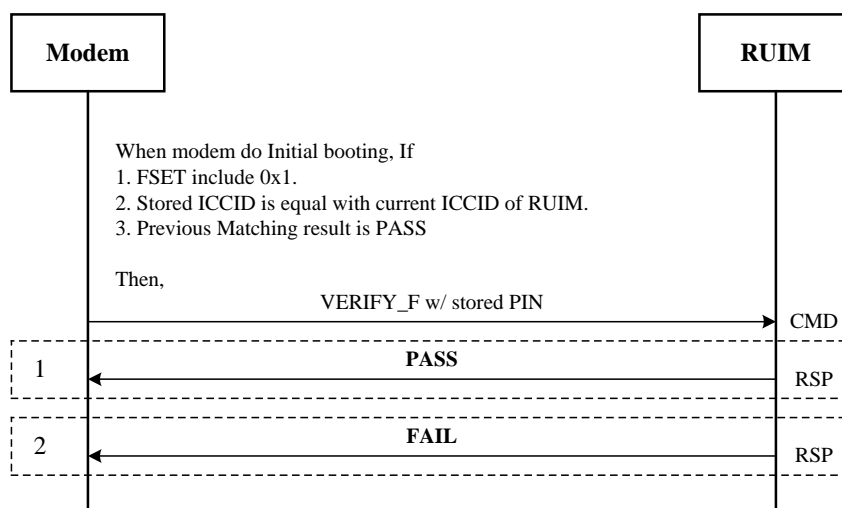 Modem
RUIM
When modem do Initial booting, If
1. FSET include 0x1.
2. Stored ICCID is equal with current ICCID of RUIM.
3. Previous Matching result is PASS
Then,
VERIFY_F w/ stored PIN
CMD
1
PASS
RSP
2
FAIL
RSP